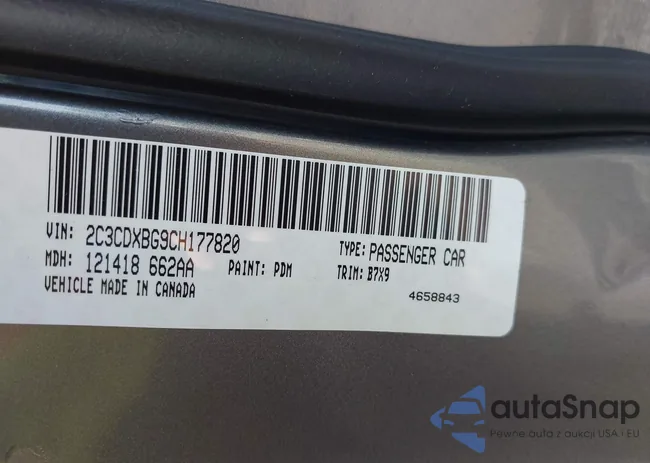 VIN: 2C3CDXBG9CH177820 TYPE: PASSENGER CAR
MDH: 121418 662AA PAINT: PDM TRIM: B7X9
VEHICLE MADE IN CANADA 4658843
autaSnap
Pewne auta z aukcji USA i EU